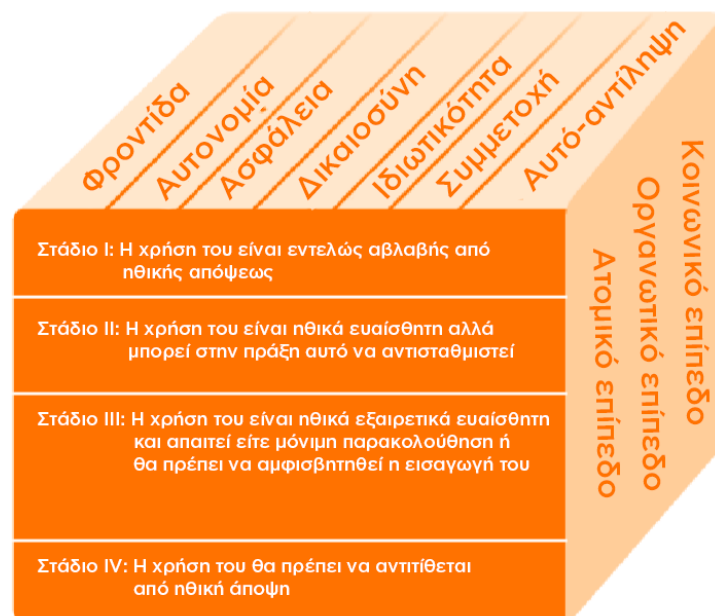 Φροντίδα
Αυτονομία
Ασφάλεια
Δικαιοσύνη
Ιδιωτικότητα
Συμμετοχή
Αυτό-αντίληψη
Στάδιο I: Η χρήση του είναι εντελώς αβλαβής από
ηθικής απόψεως
Στάδιο II: Η χρήση του είναι ηθικά ευαίσθητη αλλά
μπορεί στην πράξη αυτό να αντισταθμιστεί
Στάδιο III: Η χρήση του είναι ηθικά εξαιρετικά ευαίσθητη
και απαιτεί είτε μόνιμη παρακολούθηση ή
θα πρέπει να αμφισβητηθεί η εισαγωγή του
Στάδιο IV: Η χρήση του θα πρέπει να αντιτίθεται
από ηθική άποψη
Ατομικό επίπεδο
Οργανωτικό επίπεδο
Κοινωνικό επίπεδο